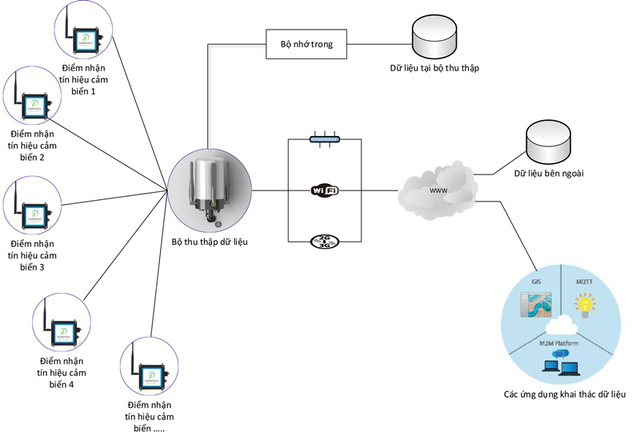 Điểm nhận
tín hiệu cảm
biến 1
Điểm nhận
tín hiệu cảm
biến 2
Điểm nhận
tín hiệu cảm
biến 3
Điểm nhận
tín hiệu cảm
biến 4
Điểm nhận
tín hiệu cảm
biến .....
Bộ thu thập dữ liệu
Bộ nhớ trong
Dữ liệu tại bộ thu thập
WiFi
2G
3G
WWW
Dữ liệu bên ngoài
GIS
MQTT
M2M Platform
Các ứng dụng khai thác dữ liệu